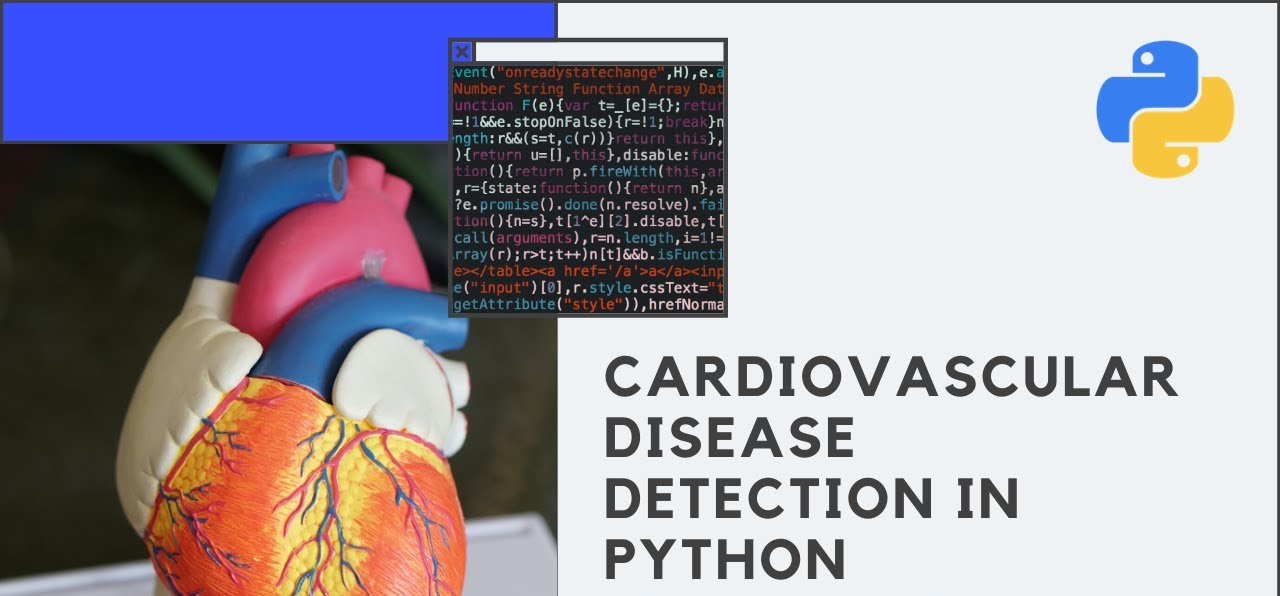 vent("onreadystatechange",H),e.a
Number String Function Array Dat
unction F(e){var t=_[e]={};retur
=!1&&e.stopOnFalse){r=!1;break}n
ngth:r&&(s=t,c(r))}return this},
){return u=[],this},disable:func
tion(){return p.fireWith(this,ar
,r={state:function(){return n},a
?e.promise().done(n.resolve).fai
tion(){n=s},t[1^e][2].disable,t[
call(arguments),r=n.length,i=1!=
rray(r);r>t;t++)n[t]&&b.isFuncti
e></table><a href='/a'>a</a><inp
e("input")[0],r.style.cssText="t
getAttribute("style")),hrefNorma
CARDIOVASCULAR
DISEASE
DETECTION IN
PYTHON